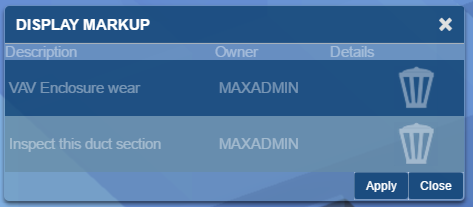 DISPLAY MARKUP
Description Owner Details
VAV Enclosure wear MAXADMIN
Inspect this duct section MAXADMIN
Apply Close